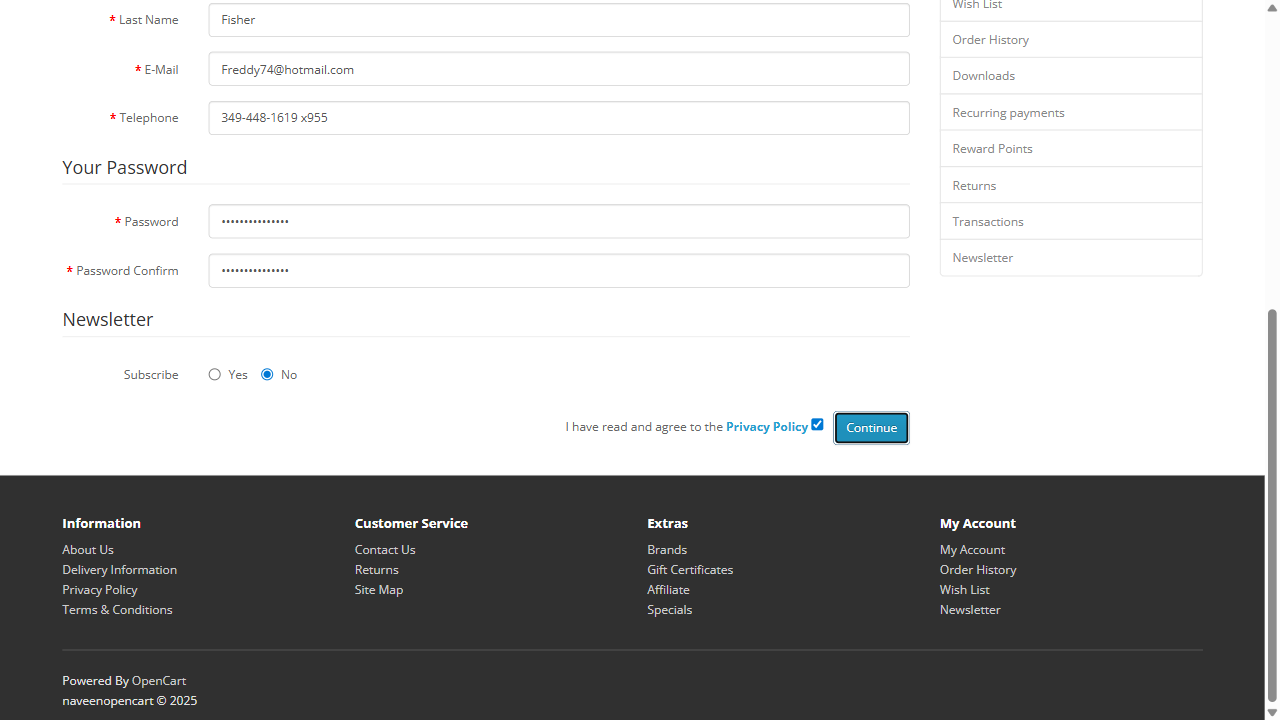 * Last Name Fisher
* E-Mail Freddy74@hotmail.com
* Telephone 349-448-1619 x955
Your Password
* Password •••••••••••••••
* Password Confirm •••••••••••••••
Newsletter
Subscribe Yes No
I have read and agree to the Privacy Policy Continue
Wish List
Order History
Downloads
Recurring payments
Reward Points
Returns
Transactions
Newsletter
Information
About Us
Delivery Information
Privacy Policy
Terms & Conditions
Customer Service
Contact Us
Returns
Site Map
Extras
Brands
Gift Certificates
Affiliate
Specials
My Account
My Account
Order History
Wish List
Newsletter
Powered By OpenCart
naveenopencart © 2025